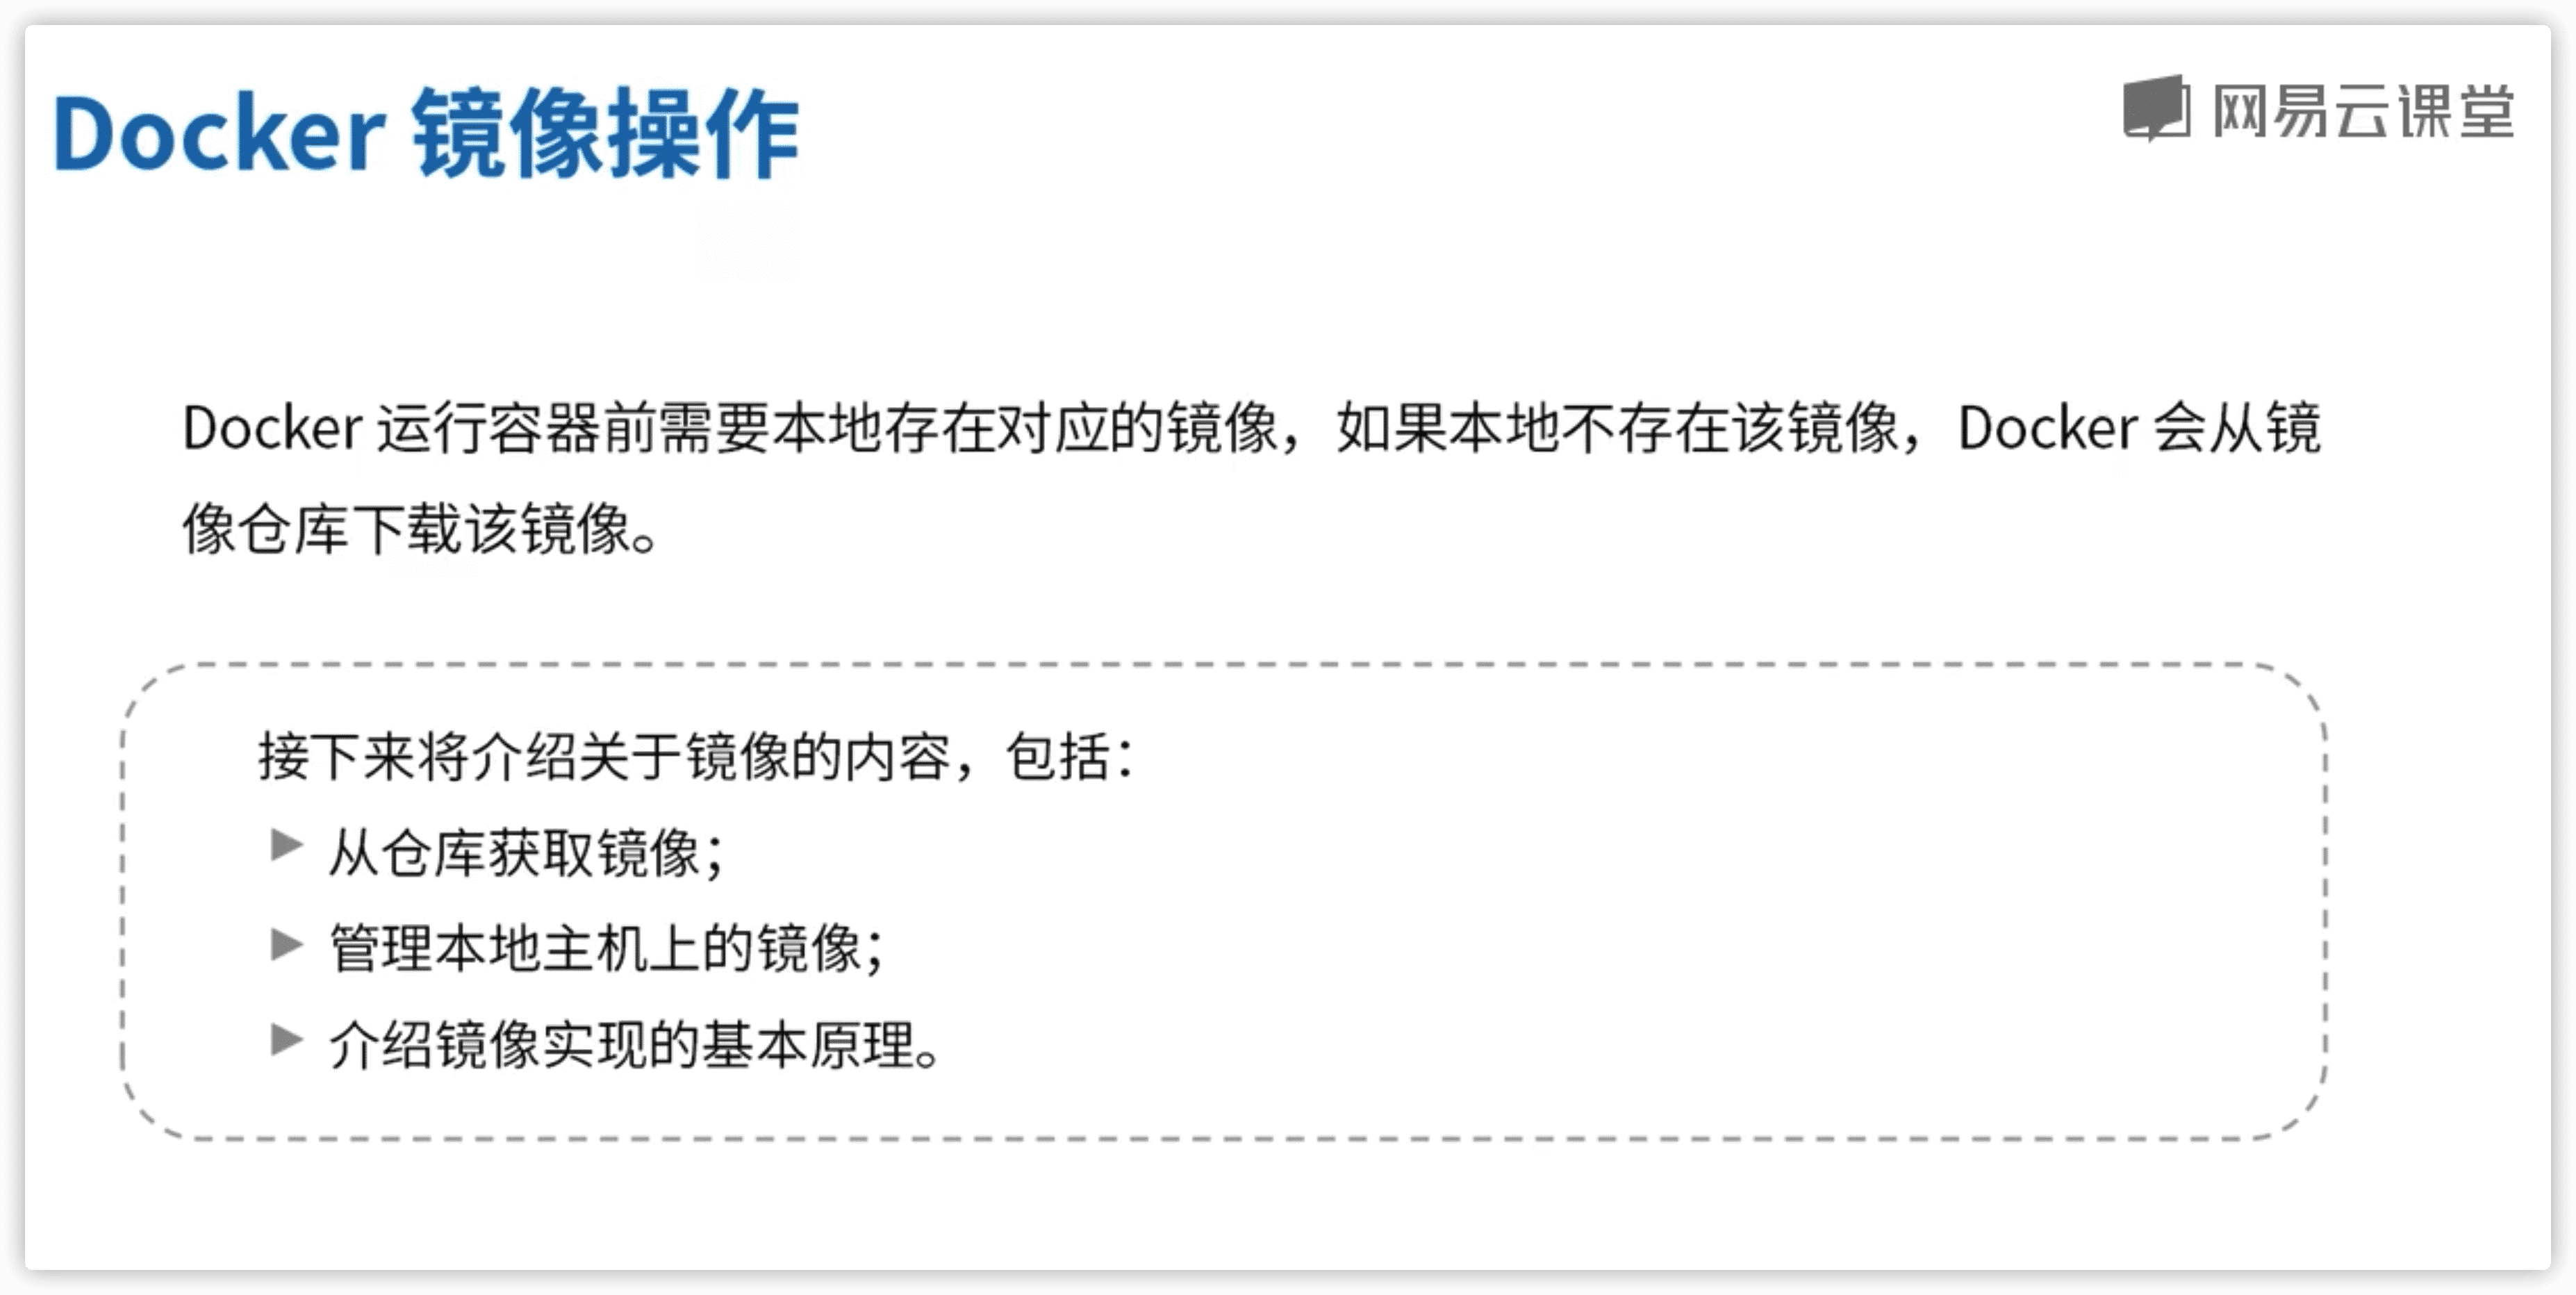 Docker 镜像操作
网易云课堂
Docker 运行容器前需要本地存在对应的镜像，如果本地不存在该镜像，Docker 会从镜
像仓库下载该镜像。
接下来将介绍关于镜像的内容，包括：
从仓库获取镜像；
管理本地主机上的镜像；
介绍镜像实现的基本原理。